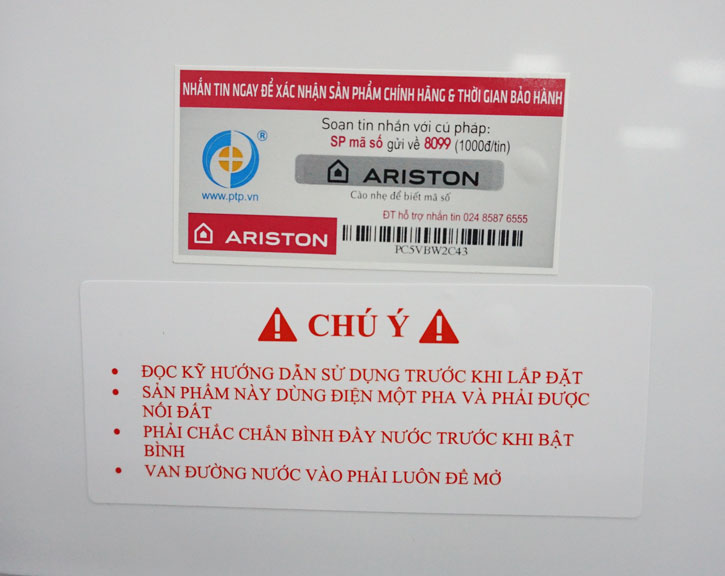 NHẮN TIN NGAY ĐỂ XÁC NHẬN SẢN PHẨM CHÍNH HÃNG & THỜI GIAN BẢO HÀNH
Soạn tin nhắn với cú pháp:
SP mã số gửi về 8099 (1000đ/tin)
®
ARISTON
www.ptp.vn
Cào nhẹ để biết mã số
ĐT hỗ trợ nhắn tin 024 8587 6555
ARISTON
PC5VBW2C43
CHÚ Ý
• ĐỌC KỸ HƯỚNG DẪN SỬ DỤNG TRƯỚC KHI LẮP ĐẶT
• SẢN PHẨM NÀY DÙNG ĐIỆN MỘT PHA VÀ PHẢI ĐƯỢC
NỐI ĐẤT
• PHẢI CHẮC CHẮN BÌNH ĐẦY NƯỚC TRƯỚC KHI BẬT
BÌNH
• VAN ĐƯỜNG NƯỚC VÀO PHẢI LUÔN ĐỂ MỞ